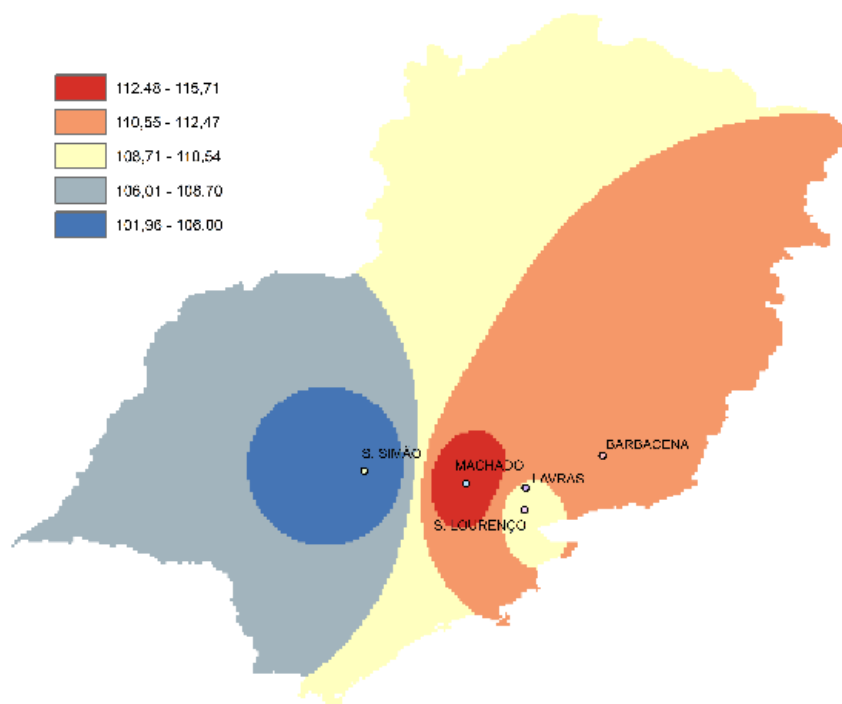 112.48 - 115,71
110,55 - 112,47
108,71 - 110,54
106,01 - 108.70
101,96 - 106.00
S. SIMÃO
BARBACENA
MACHADO
LAVRAS
S. LOURENÇO